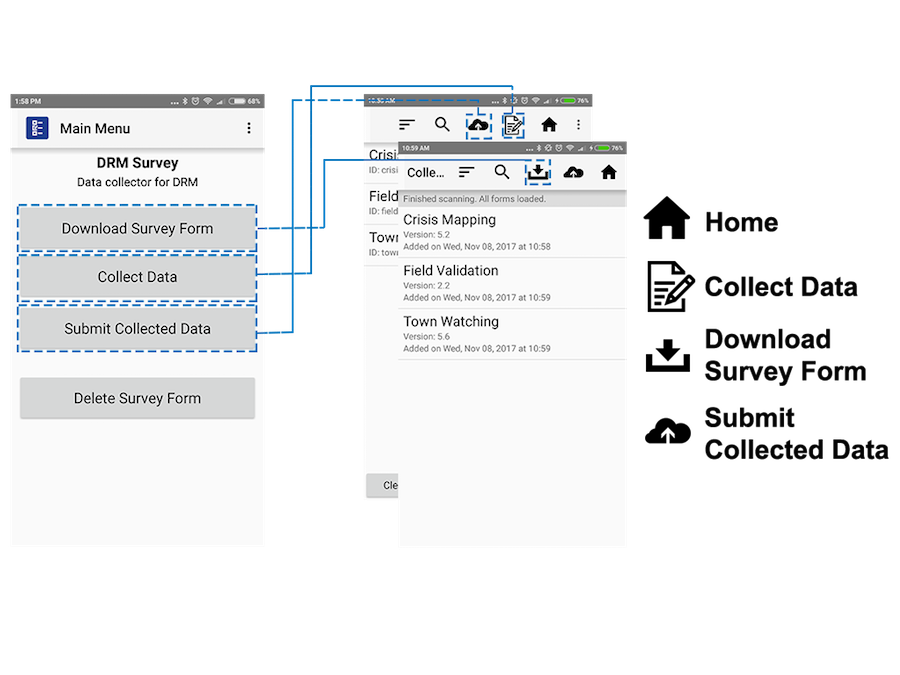 1:58 PM
68%
Main Menu
DRM Survey
Data collector for DRM
Download Survey Form
Collect Data
Submit Collected Data
Delete Survey Form
76%
Crisi
ID: crisi
Field
ID: field
Town
ID: town
Cle
10:59 AM
76%
Colle...
Finished scanning. All forms loaded.
Crisis Mapping
Version: 5.2
Added on Wed, Nov 08, 2017 at 10:58
Field Validation
Version: 2.2
Added on Wed, Nov 08, 2017 at 10:59
Town Watching
Version: 5.6
Added on Wed, Nov 08, 2017 at 10:59
Home
Collect Data
Download
Survey Form
Submit
Collected Data